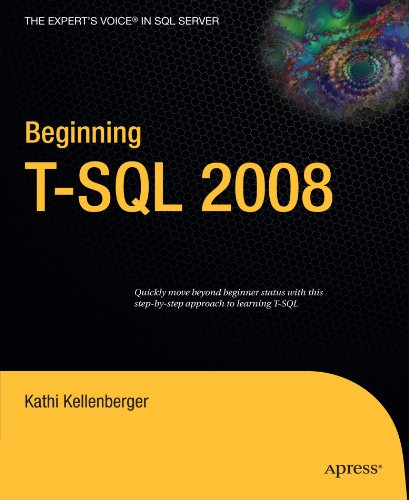 THE EXPERT'S VOICE® IN SQL SERVER
Beginning
T-SQL 2008
Quickly move beyond beginner status with this
step-by-step approach to learning T-SQL
Kathi Kellenberger
Apress®